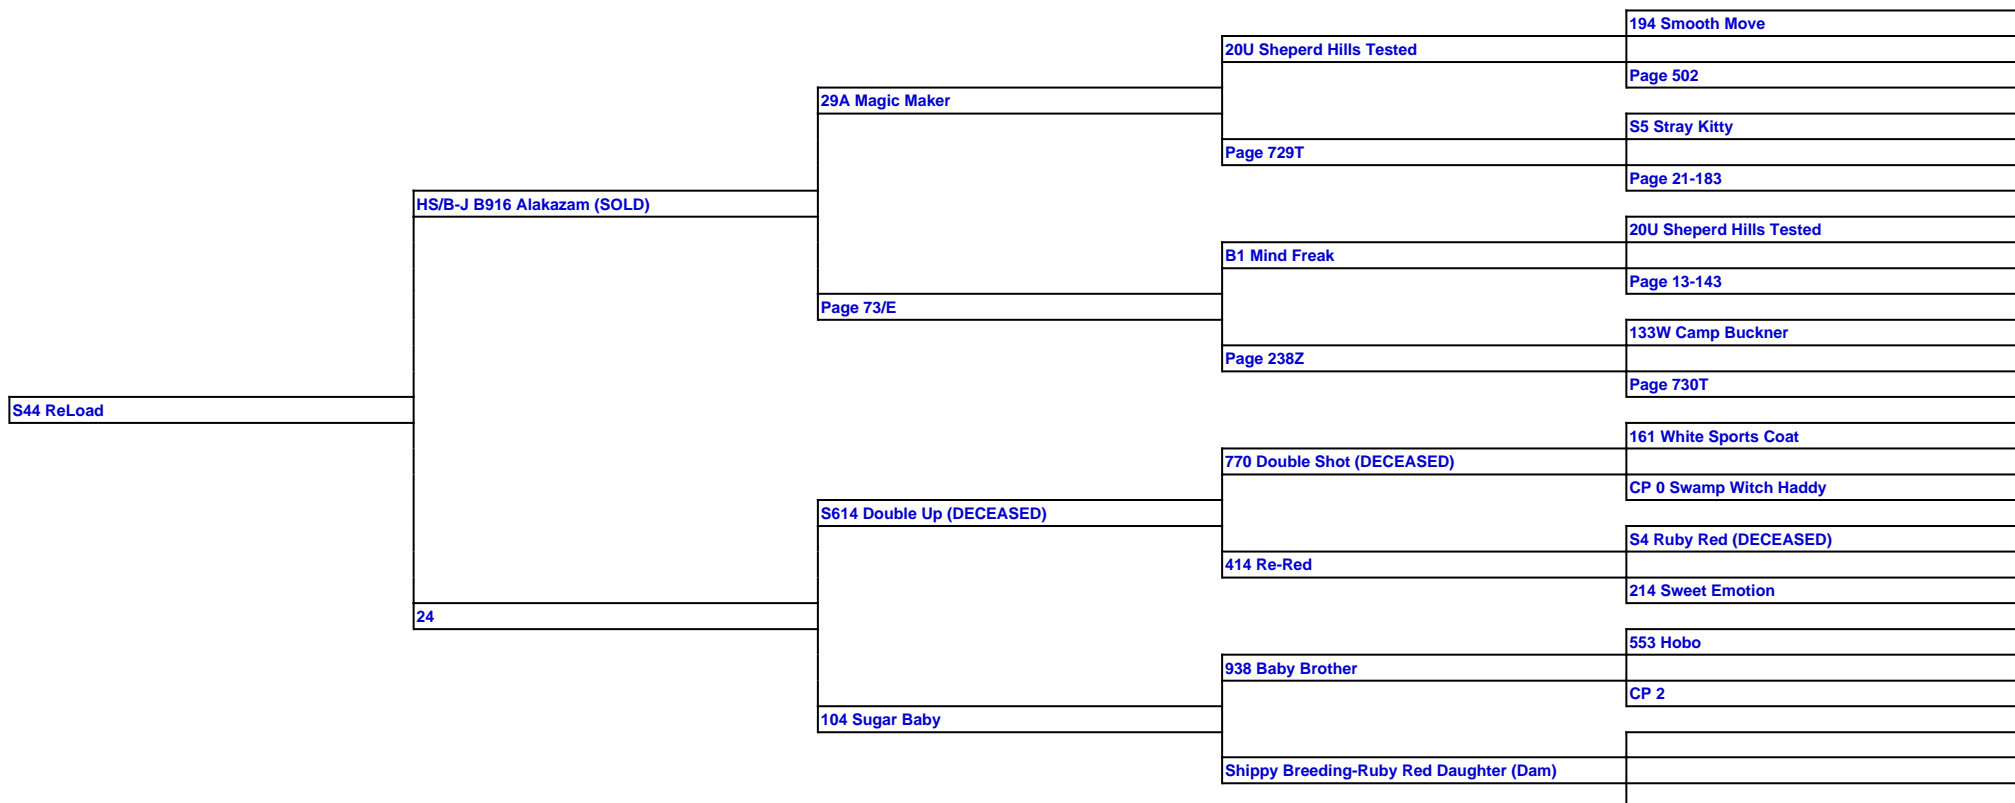 194 Smooth Move
20U Sheperd Hills Tested
Page 502
29A Magic Maker
S5 Stray Kitty
Page 729T
Page 21-183
HS/B-J B916 Alakazam (SOLD)
20U Sheperd Hills Tested
B1 Mind Freak
Page 13-143
Page 73/E
133W Camp Buckner
Page 238Z
Page 730T
S44 ReLoad
161 White Sports Coat
770 Double Shot (DECEASED)
CP 0 Swamp Witch Haddy
S614 Double Up (DECEASED)
S4 Ruby Red (DECEASED)
414 Re-Red
214 Sweet Emotion
24
553 Hobo
938 Baby Brother
CP 2
104 Sugar Baby
Shippy Breeding-Ruby Red Daughter (Dam)